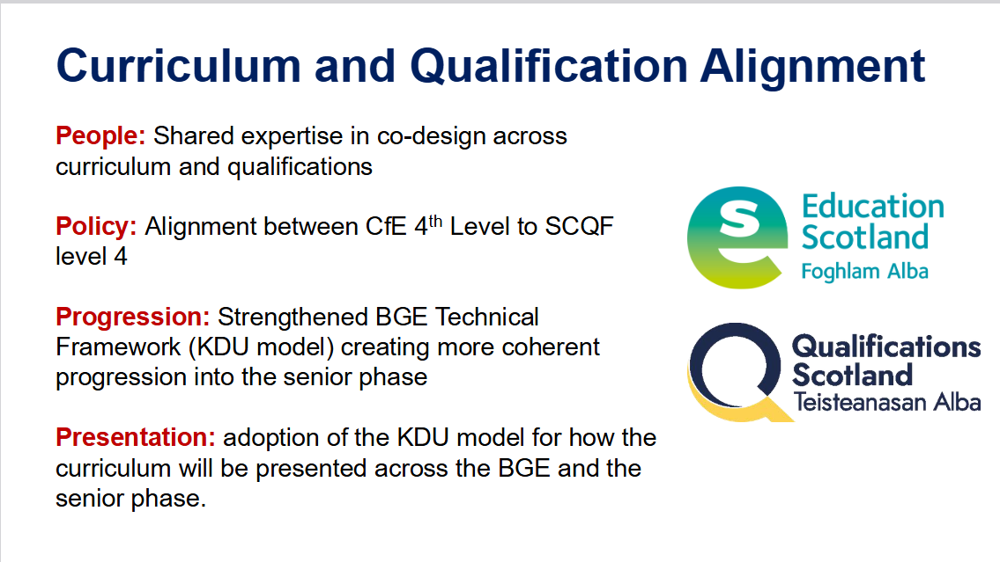 Curriculum and Qualification Alignment
People: Shared expertise in co-design across
curriculum and qualifications
Policy: Alignment between CfE 4th Level to SCQF
level 4
Progression: Strengthened BGE Technical
Framework (KDU model) creating more coherent
progression into the senior phase
Presentation: adoption of the KDU model for how the
curriculum will be presented across the BGE and the
senior phase.
Education
Scotland
Foghlam Alba
Qualifications
Scotland
Teisteanasan Alba